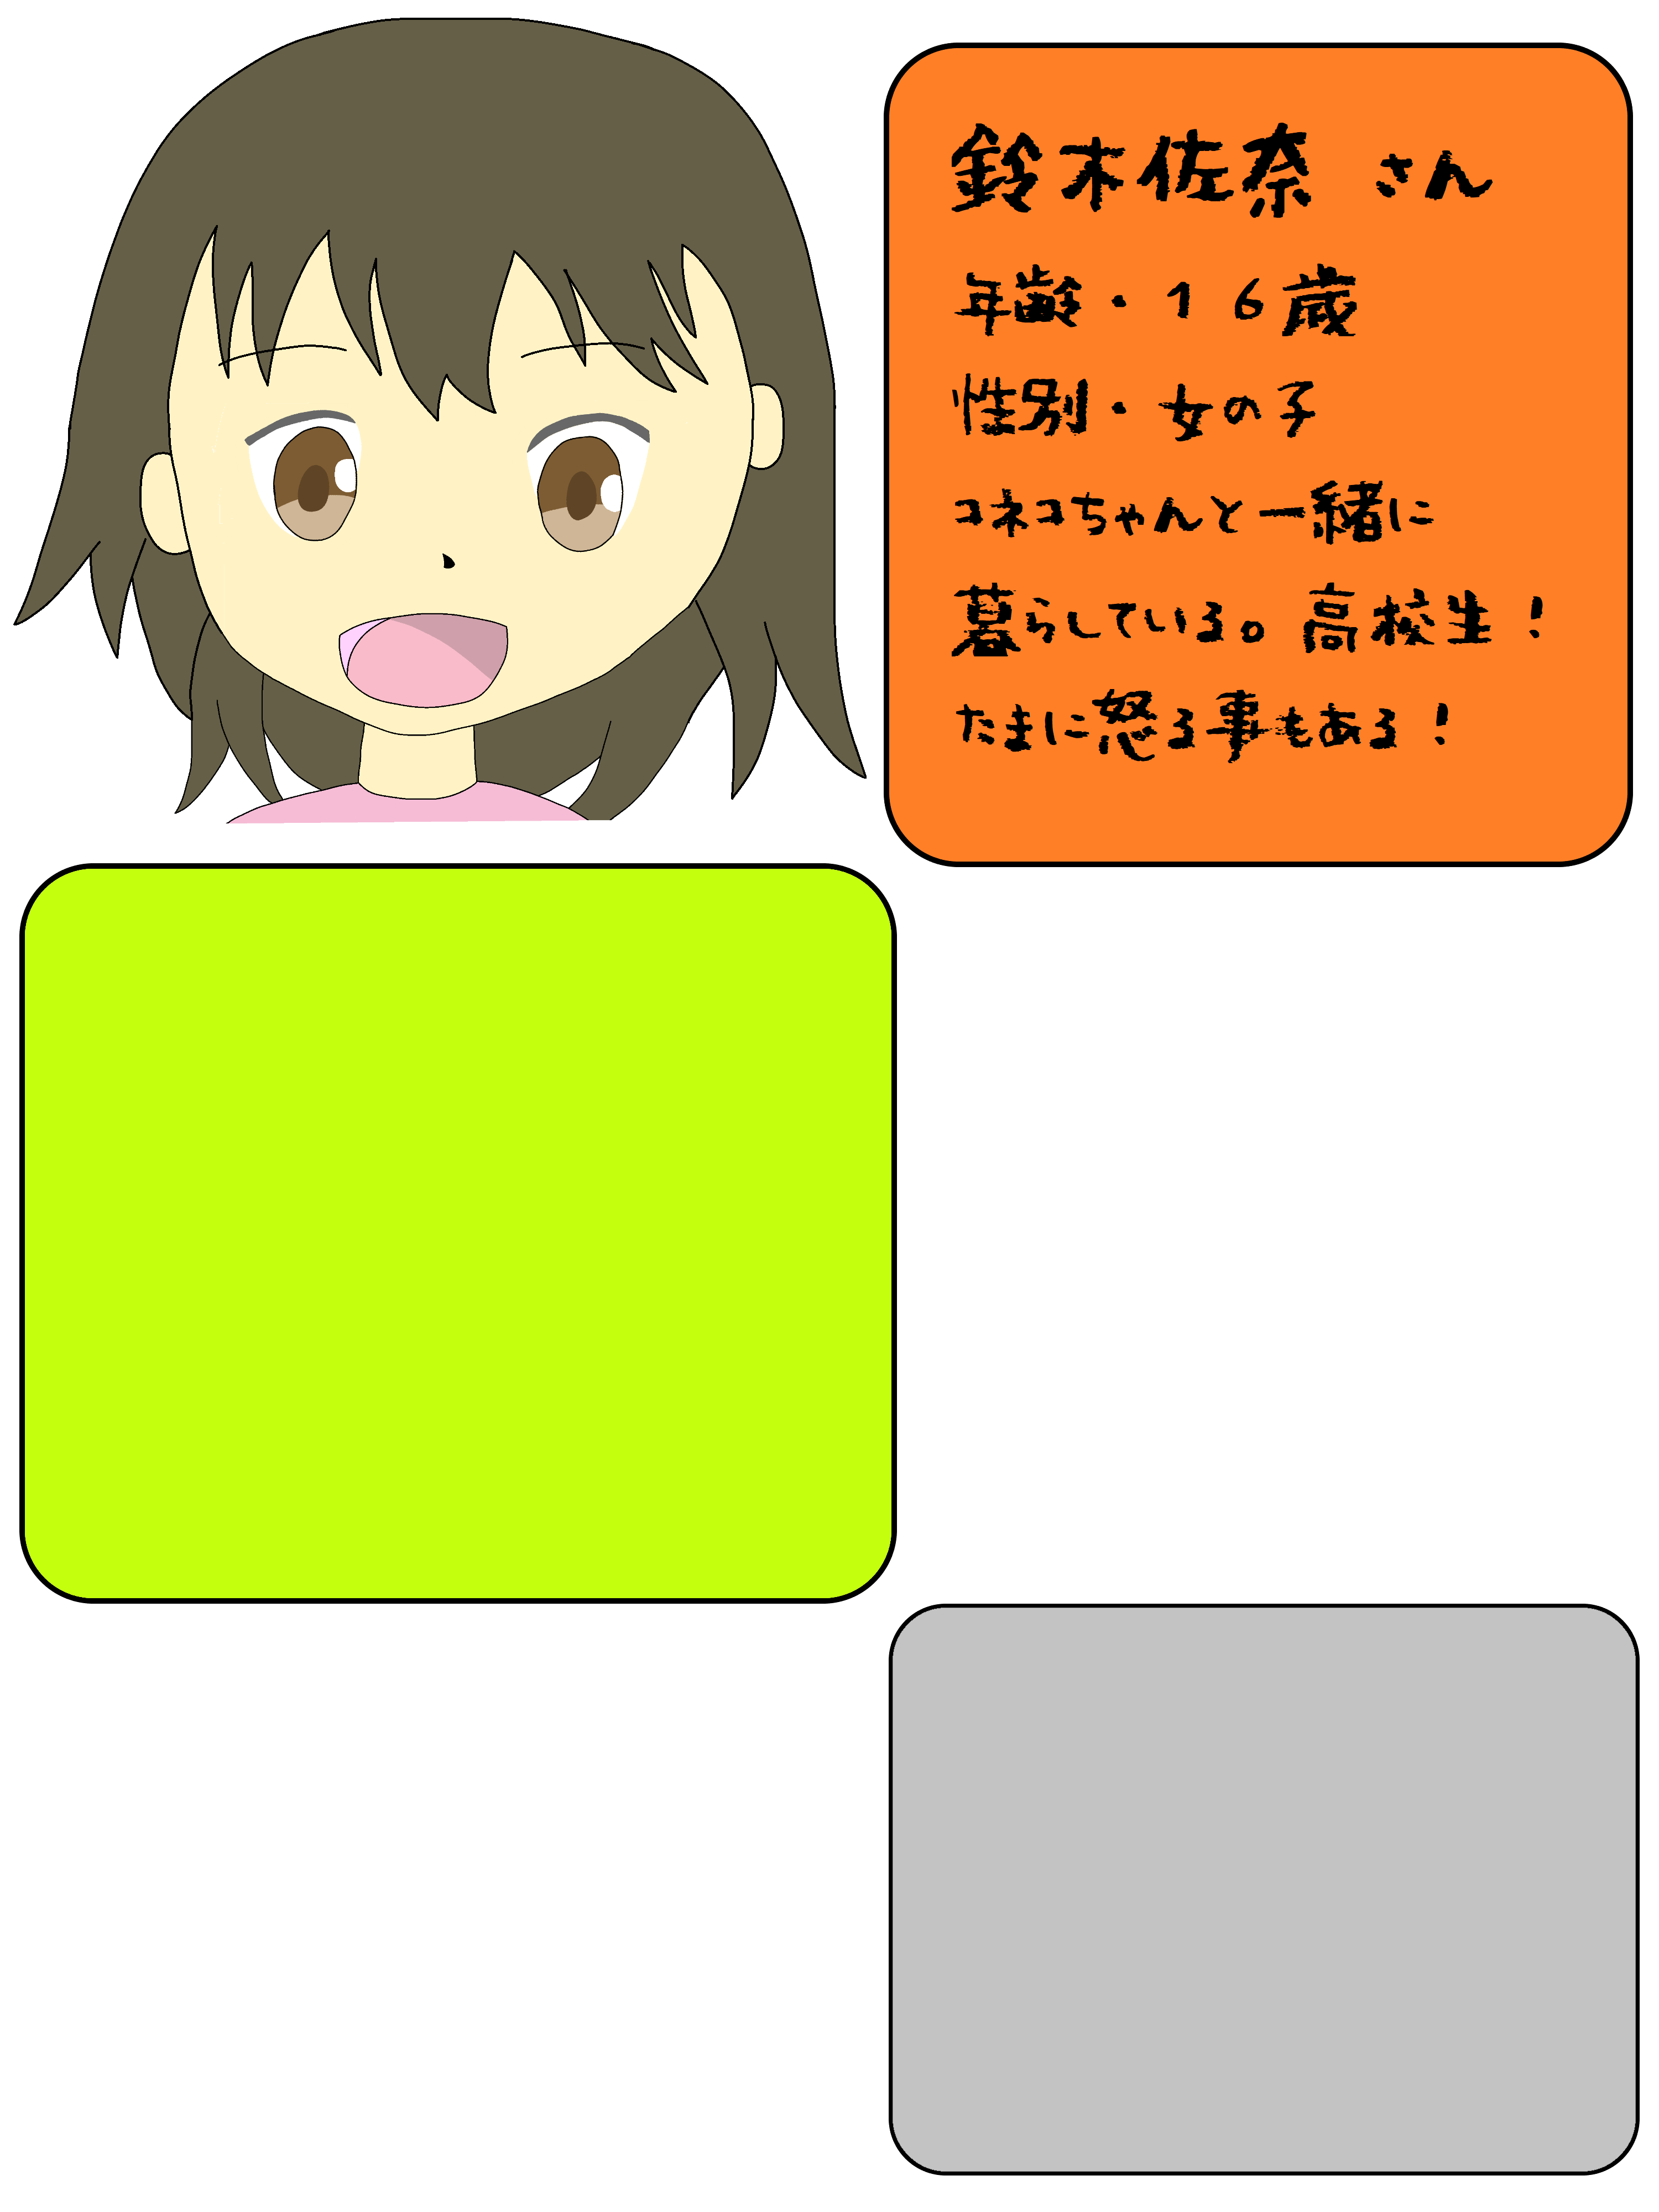 鈴木佐奈 さん
年齢・16歳
性別・女の子
コネコちゃんと一緒に
暮らしている。高校生!
たまに怒る事もある!